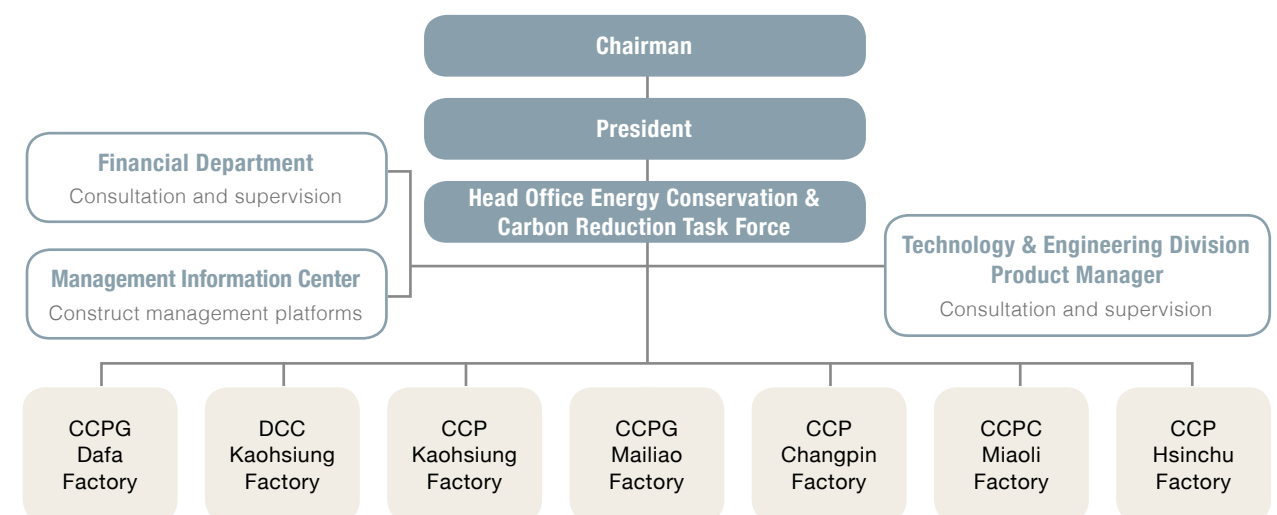 Chairman
President
Head Office Energy Conservation &
Carbon Reduction Task Force
Financial Department
Consultation and supervision
Management Information Center
Construct management platforms
Technology & Engineering Division
Product Manager
Consultation and supervision
CCPG
Dafa
Factory
DCC
Kaohsiung
Factory
CCP
Kaohsiung
Factory
CCPG
Mailiao
Factory
CCP
Changpin
Factory
CCPC
Miaoli
Factory
CCP
Hsinchu
Factory